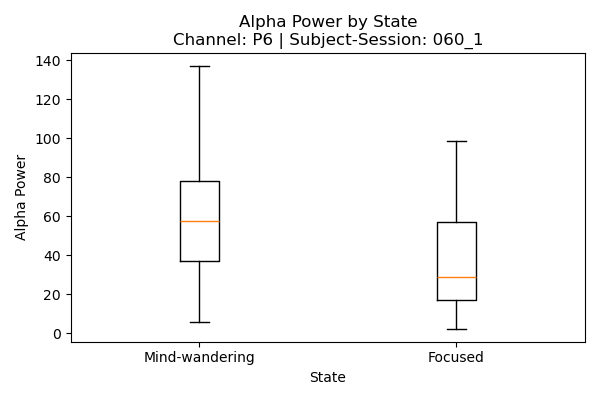 Alpha Power by State
Channel: P6 | Subject-Session: 060_1
140
120
100
80
60
40
20
0
Alpha Power
Mind-wandering
Focused
State